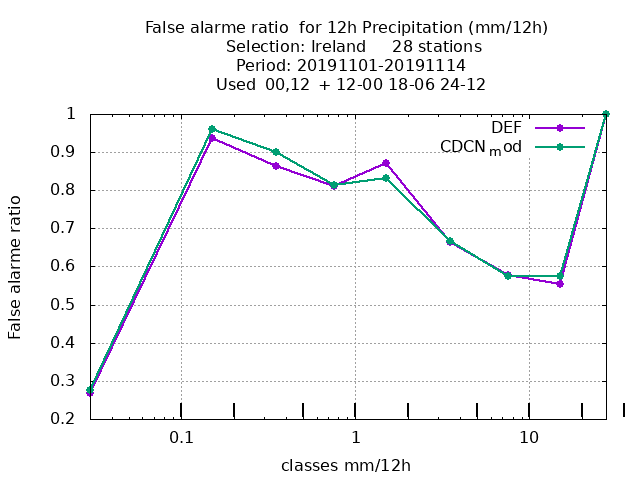 False alarme ratio  for 12h Precipitation (mm/12h)
Selection: Ireland     28 stations
Period: 20191101-20191114
Used  00,12  + 12-00 18-06 24-12
DEF
CDCN_mod
1
0.9
0.8
0.7
0.6
0.5
0.4
0.3
0.2
False alarme ratio
0.1
1
10
classes mm/12h